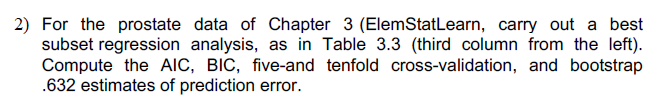 2) For the prostate data of Chapter 3 (ElemStatLearn, carry out a best
subset regression analysis, as in Table 3.3 (third column from the left).
Compute the AIC, BIC, five-and tenfold cross-validation, and bootstrap
.632 estimates of prediction error.